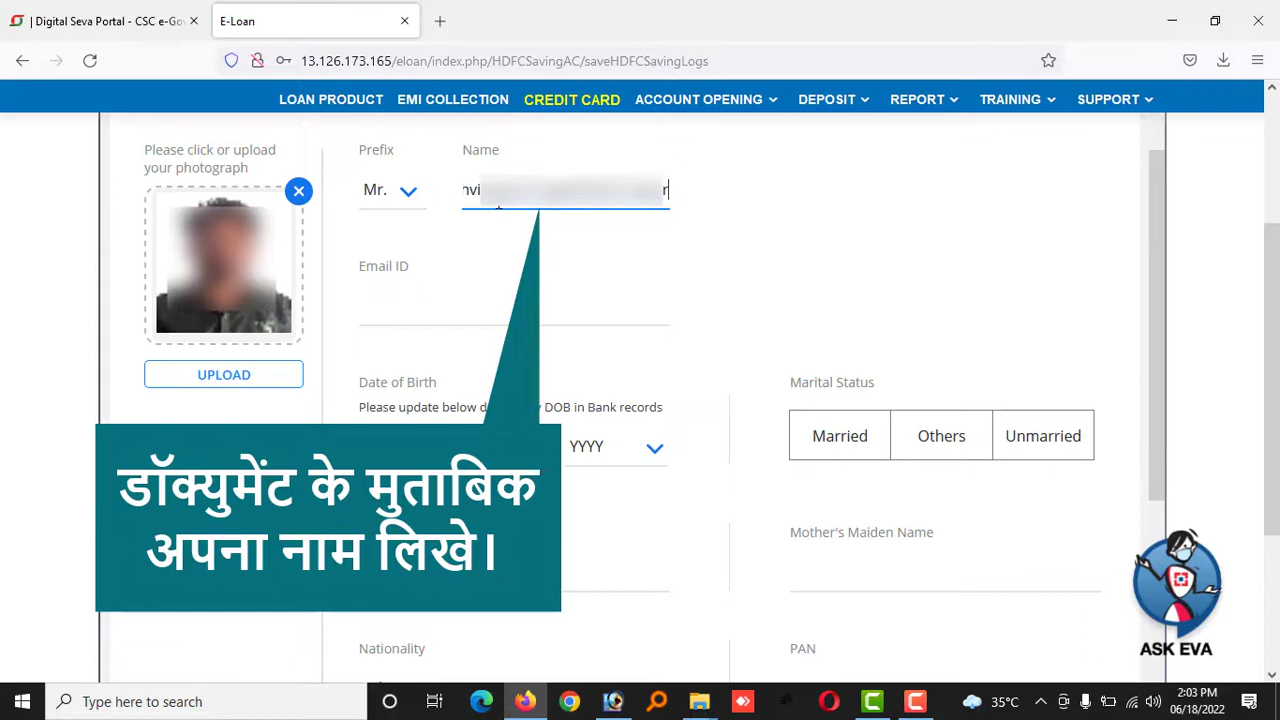 | Digital Seva Portal - CSC e-Gov
E-Loan
13.126.173.165/eloan/index.php/HDFCSavingAC/saveHDFCSavingLogs
LOAN PRODUCT EMI COLLECTION CREDIT CARD ACCOUNT OPENING DEPOSIT REPORT TRAINING SUPPORT
Please click or upload
your photograph
Prefix Name
Mr. nvi r
Email ID
UPLOAD
Date of Birth Marital Status
Please update below d DOB in Bank records
YYYY Married Others Unmarried
डॉक्युमेंट के मुताबिक
अपना नाम लिखे।
Mother's Maiden Name
ASK EVA
Nationality PAN
Type here to search 35°C 2:03 PM
06/18/2022